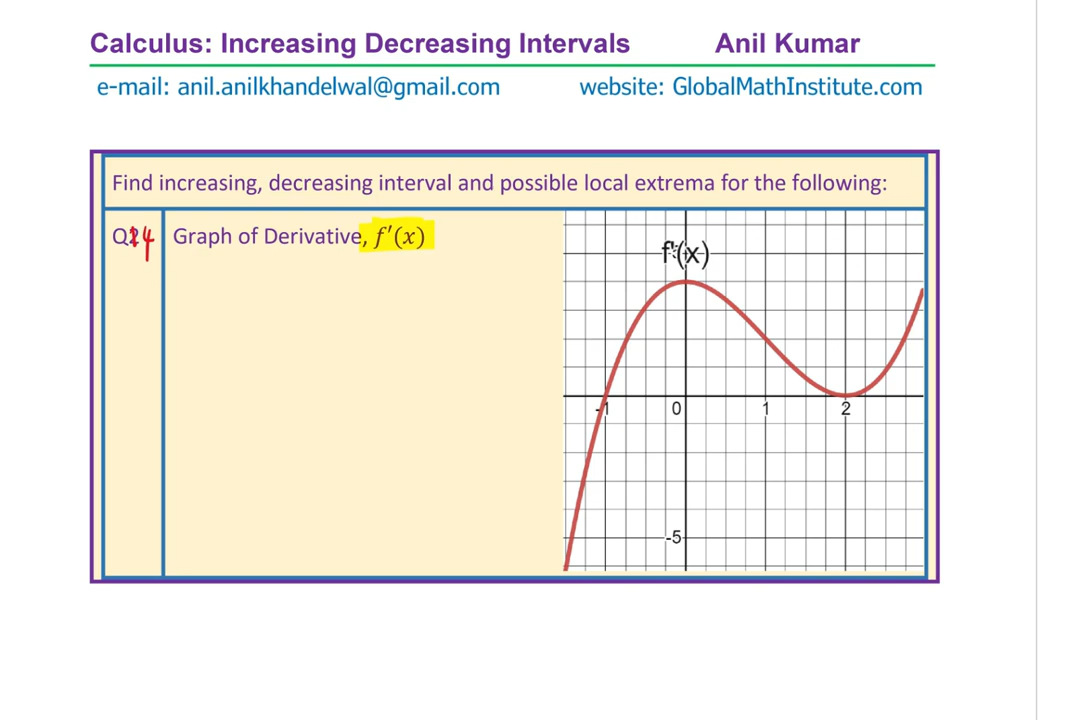 Calculus: Increasing Decreasing Intervals Anil Kumar
e-mail: anil.anilkhandelwal@gmail.com website: GlobalMathInstitute.com
Find increasing, decreasing interval and possible local extrema for the following:
Q14 Graph of Derivative, f′(x)
f'(x)
-1 0 1 2
-5